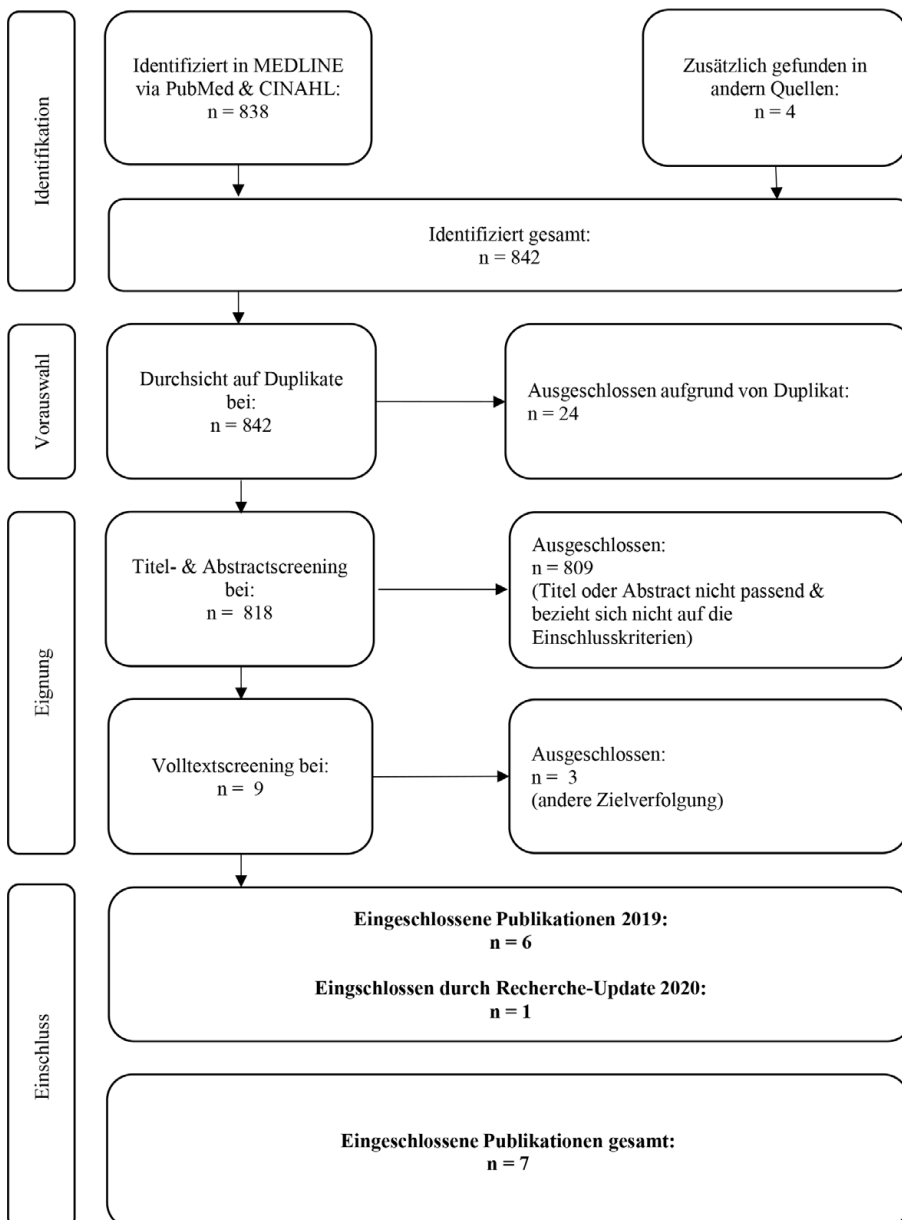 Identifikation
Identifiziert in MEDLINE
via PubMed & CINAHL:
n = 838
Zusätzlich gefunden in
andern Quellen:
n = 4
Identifiziert gesamt:
n = 842
Vorauswahl
Durchsicht auf Duplikate
bei:
n = 842
Ausgeschlossen aufgrund von Duplikat:
n = 24
Eignung
Titel- & Abstractscreening
bei:
n = 818
Ausgeschlossen:
n = 809
(Titel oder Abstract nicht passend &
bezieht sich nicht auf die
Einschlusskriterien)
Volltextscreening bei:
n = 9
Ausgeschlossen:
n = 3
(andere Zielverfolgung)
Einschluss
Eingeschlossene Publikationen 2019:
n = 6
Eingschlossen durch Recherche-Update 2020:
n = 1
Eingeschlossene Publikationen gesamt:
n = 7